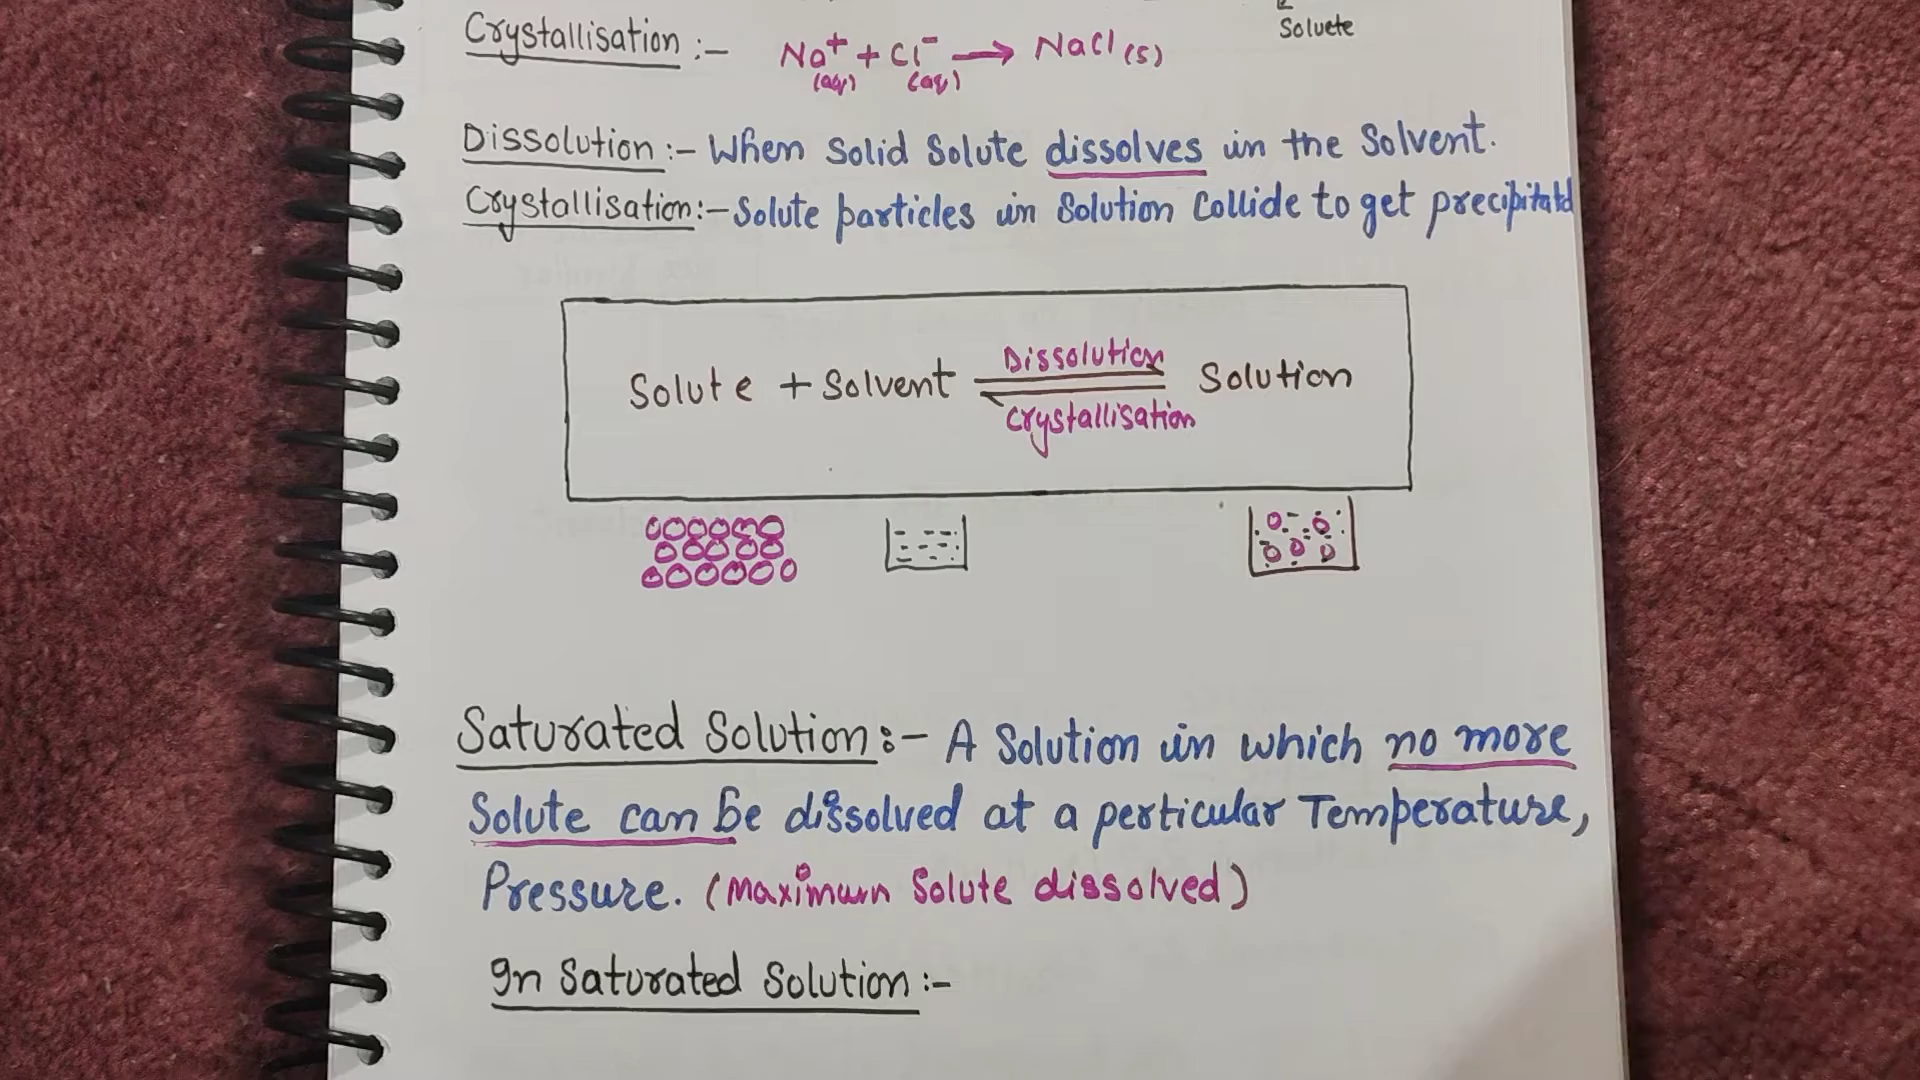 Soluete
Crystallisation :- Na+ + Cl- → NaCl (s)
(aq) (aq)
Dissolution :- When Solid Solute dissolves in the Solvent.
Crystallisation:- Solute particles in Solution Collide to get precipitatd
Dissolution
Solute + Solvent ⇌ Solution
Crystallisation
Saturated Solution:- A Solution in which no more
Solute can be dissolved at a perticular Temperature,
Pressure. (Maximum Solute dissolved)
In Saturated Solution :-